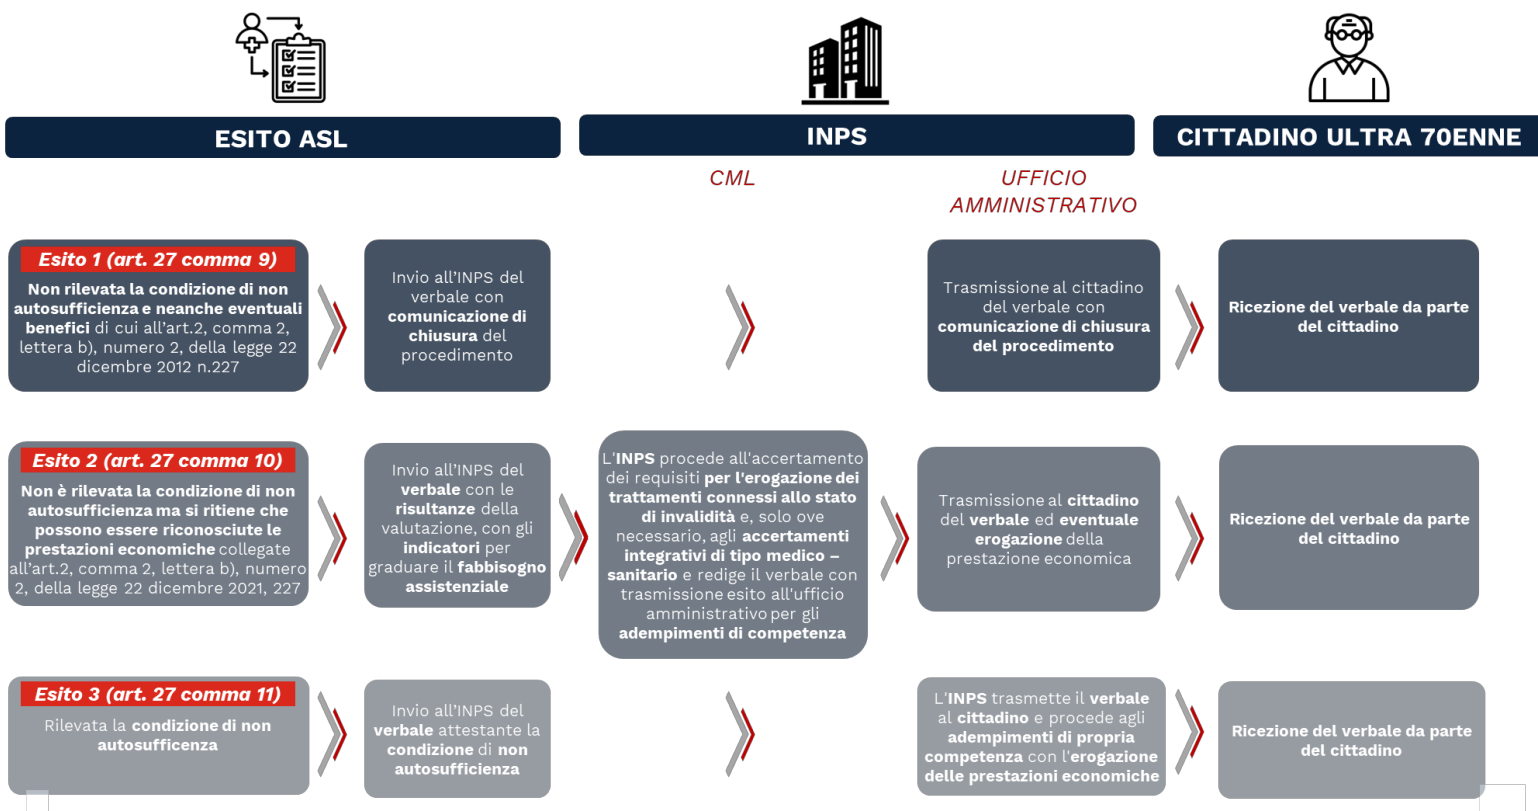 ESITO ASL
INPS
CITTADINO ULTRA 70ENNE
CML
UFFICIO
AMMINISTRATIVO
Esito 1 (art. 27 comma 9)
Non rilevata la condizione di non
autosufficienza e neanche eventuali
benefici di cui all'art.2, comma 2,
lettera b), numero 2, della legge 22
dicembre 2012 n.227
Invio all'INPS del
verbale con
comunicazione di
chiusura del
procedimento
Trasmissione al cittadino
del verbale con
comunicazione di chiusura
del procedimento
Ricezione del verbale da parte
del cittadino
Esito 2 (art. 27 comma 10)
Non è rilevata la condizione di non
autosufficienza ma si ritiene che
possono essere riconosciute le
prestazioni economiche collegate
all'art.2, comma 2, lettera b), numero
2, della legge 22 dicembre 2021, 227
Invio all'INPS del
verbale con le
risultanze della
valutazione, con gli
indicatori per
graduare il fabbisogno
assistenziale
L'INPS procede all'accertamento
dei requisiti per l'erogazione dei
trattamenti connessi allo stato
di invalidità e, solo ove
necessario, agli accertamenti
integrativi di tipo medico –
sanitario e redige il verbale con
trasmissione esito all'ufficio
amministrativo per gli
adempimenti di competenza
Trasmissione al cittadino
del verbale ed eventuale
erogazione della
prestazione economica
Ricezione del verbale da parte
del cittadino
Esito 3 (art. 27 comma 11)
Rilevata la condizione di non
autosufficenza
Invio all'INPS del
verbale attestante la
condizione di non
autosufficienza
L'INPS trasmette il verbale
al cittadino e procede agli
adempimenti di propria
competenza con l'erogazione
delle prestazioni economiche
Ricezione del verbale da parte
del cittadino